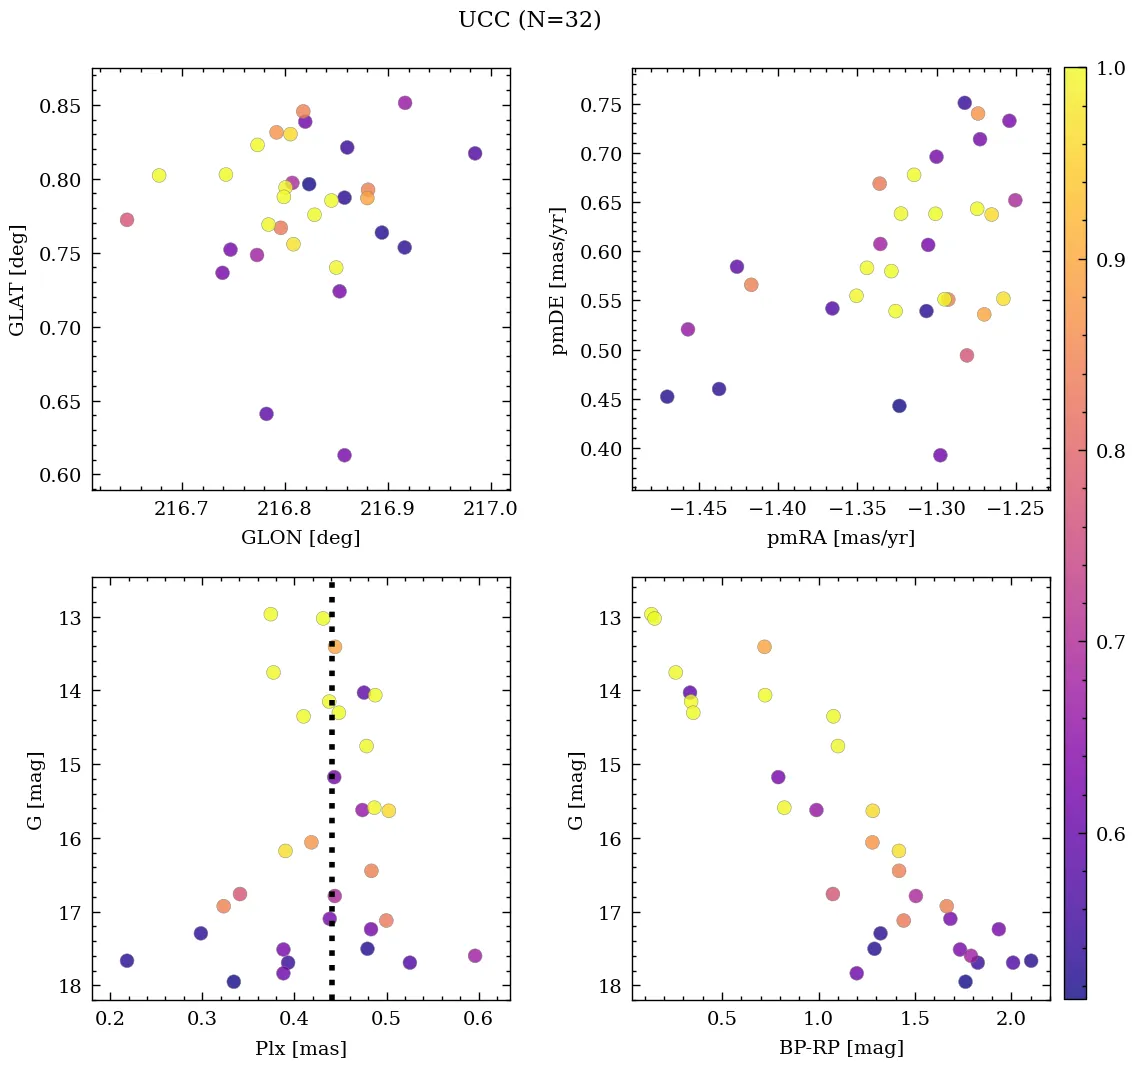 UCC (N=32)
0.85
0.80
0.75
0.70
0.65
0.60
GLAT [deg]
216.7 216.8 216.9 217.0
GLON [deg]
0.75
0.70
0.65
0.60
0.55
0.50
0.45
0.40
pmDE [mas/yr]
−1.45 −1.40 −1.35 −1.30 −1.25
pmRA [mas/yr]
13
14
15
16
17
18
G [mag]
0.2 0.3 0.4 0.5 0.6
Plx [mas]
13
14
15
16
17
18
G [mag]
0.5 1.0 1.5 2.0
BP-RP [mag]
1.0
0.9
0.8
0.7
0.6